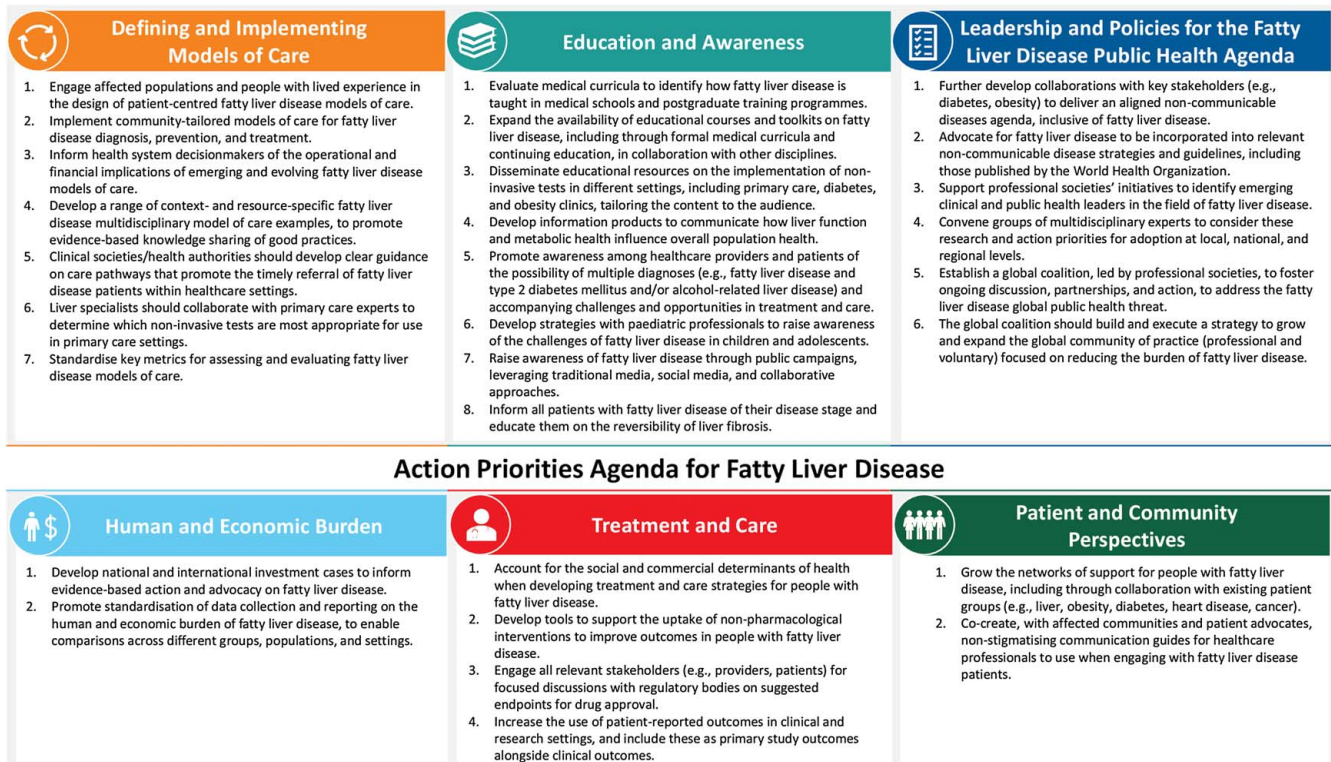 Defining and Implementing
Models of Care
1. Engage affected populations and people with lived experience in
the design of patient-centred fatty liver disease models of care.
2. Implement community-tailored models of care for fatty liver
disease diagnosis, prevention, and treatment.
3. Inform health system decisionmakers of the operational and
financial implications of emerging and evolving fatty liver disease
models of care.
4. Develop a range of context- and resource-specific fatty liver
disease multidisciplinary model of care examples, to promote
evidence-based knowledge sharing of good practices.
5. Clinical societies/health authorities should develop clear guidance
on care pathways that promote the timely referral of fatty liver
disease patients within healthcare settings.
6. Liver specialists should collaborate with primary care experts to
determine which non-invasive tests are most appropriate for use
in primary care settings.
7. Standardise key metrics for assessing and evaluating fatty liver
disease models of care.
Education and Awareness
1. Evaluate medical curricula to identify how fatty liver disease is
taught in medical schools and postgraduate training programmes.
2. Expand the availability of educational courses and toolkits on fatty
liver disease, including through formal medical curricula and
continuing education, in collaboration with other disciplines.
3. Disseminate educational resources on the implementation of non-
invasive tests in different settings, including primary care, diabetes,
and obesity clinics, tailoring the content to the audience.
4. Develop information products to communicate how liver function
and metabolic health influence overall population health.
5. Promote awareness among healthcare providers and patients of
the possibility of multiple diagnoses (e.g., fatty liver disease and
type 2 diabetes mellitus and/or alcohol-related liver disease) and
accompanying challenges and opportunities in treatment and care.
6. Develop strategies with paediatric professionals to raise awareness
of the challenges of fatty liver disease in children and adolescents.
7. Raise awareness of fatty liver disease through public campaigns,
leveraging traditional media, social media, and collaborative
approaches.
8. Inform all patients with fatty liver disease of their disease stage and
educate them on the reversibility of liver fibrosis.
Leadership and Policies for the Fatty
Liver Disease Public Health Agenda
1. Further develop collaborations with key stakeholders (e.g.,
diabetes, obesity) to deliver an aligned non-communicable
diseases agenda, inclusive of fatty liver disease.
2. Advocate for fatty liver disease to be incorporated into relevant
non-communicable disease strategies and guidelines, including
those published by the World Health Organization.
3. Support professional societies' initiatives to identify emerging
clinical and public health leaders in the field of fatty liver disease.
4. Convene groups of multidisciplinary experts to consider these
research and action priorities for adoption at local, national, and
regional levels.
5. Establish a global coalition, led by professional societies, to foster
ongoing discussion, partnerships, and action, to address the fatty
liver disease global public health threat.
6. The global coalition should build and execute a strategy to grow
and expand the global community of practice (professional and
voluntary) focused on reducing the burden of fatty liver disease.
Action Priorities Agenda for Fatty Liver Disease
$
Human and Economic Burden
1. Develop national and international investment cases to inform
evidence-based action and advocacy on fatty liver disease.
2. Promote standardisation of data collection and reporting on the
human and economic burden of fatty liver disease, to enable
comparisons across different groups, populations, and settings.
Treatment and Care
1. Account for the social and commercial determinants of health
when developing treatment and care strategies for people with
fatty liver disease.
2. Develop tools to support the uptake of non-pharmacological
interventions to improve outcomes in people with fatty liver
disease.
3. Engage all relevant stakeholders (e.g., providers, patients) for
focused discussions with regulatory bodies on suggested
endpoints for drug approval.
4. Increase the use of patient-reported outcomes in clinical and
research settings, and include these as primary study outcomes
alongside clinical outcomes.
Patient and Community
Perspectives
1. Grow the networks of support for people with fatty liver
disease, including through collaboration with existing patient
groups (e.g., liver, obesity, diabetes, heart disease, cancer).
2. Co-create, with affected communities and patient advocates,
non-stigmatising communication guides for healthcare
professionals to use when engaging with fatty liver disease
patients.